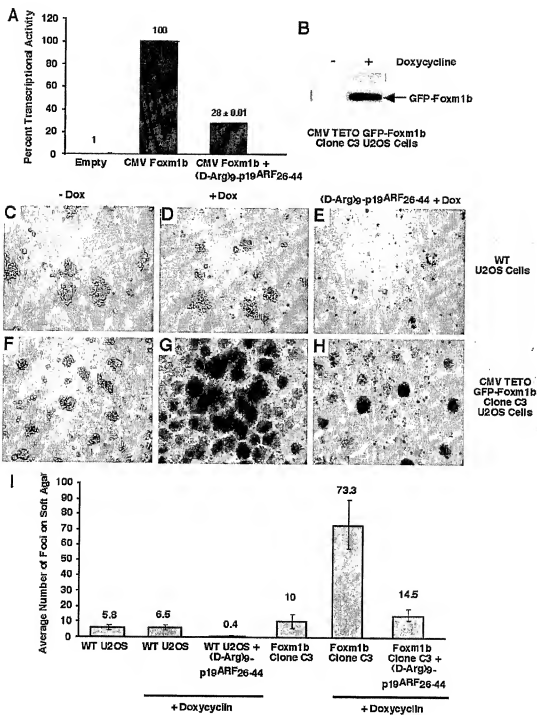 A
Percent Transcriptional Activity
120
100
80
60
40
20
0
1
100
28 ± 0.01
Empty
CMV Foxm1b
CMV Foxm1b +
(D-Arg)9-p19ARF26-44
B
- + Doxycycline
GFP-Foxm1b
CMV TETO GFP-Foxm1b
Clone C3 U2OS Cells
- Dox
+ Dox
(D-Arg)9-p19ARF26-44 + Dox
C
D
E
WT
U2OS Cells
F
G
H
CMV TETO
GFP-Foxm1b
Clone C3
U2OS Cells
I
Average Number of Foci on Soft Agar
100
90
80
70
60
50
40
30
20
10
0
5.8
6.5
0.4
10
73.3
14.5
WT U2OS
WT U2OS
WT U2OS +
(D-Arg)9-
p19ARF26-44
Foxm1b
Clone C3
Foxm1b
Clone C3
Foxm1b
Clone C3 +
(D-Arg)9-
p19ARF26-44
+ Doxycyclin
+ Doxycyclin